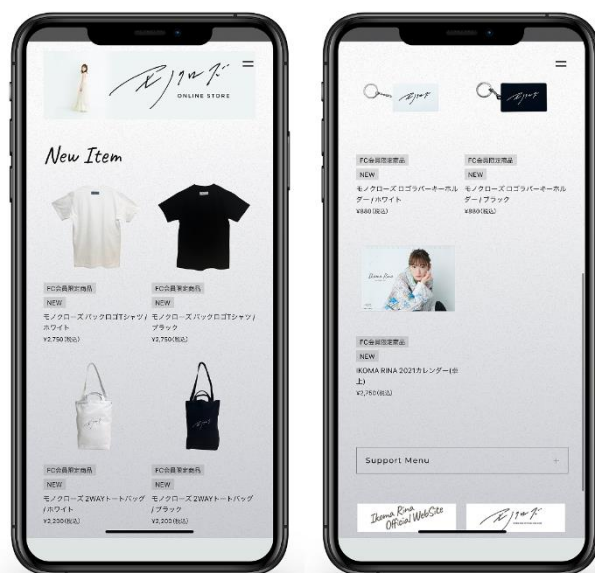 モノクローズ
ONLINE STORE
New Item
FC会員限定商品
NEW
モノクローズ バックロゴTシャツ /
ホワイト
¥2,750(税込)
FC会員限定商品
NEW
モノクローズ バックロゴTシャツ /
ブラック
¥2,750(税込)
FC会員限定商品
NEW
モノクローズ 2WAYトートバッグ
/ ホワイト
¥2,200(税込)
FC会員限定商品
NEW
モノクローズ 2WAYトートバッグ
/ ブラック
¥2,200(税込)
FC会員限定商品
NEW
モノクローズ ロゴラバーキーホル
ダー / ホワイト
¥880(税込)
FC会員限定商品
NEW
モノクローズ ロゴラバーキーホル
ダー / ブラック
¥880(税込)
Ikoma Rina
FC会員限定商品
NEW
IKOMA RINA 2021カレンダー(卓
上)
¥2,750(税込)
Support Menu +
Ikoma Rina
Official WebSite
モノクローズ